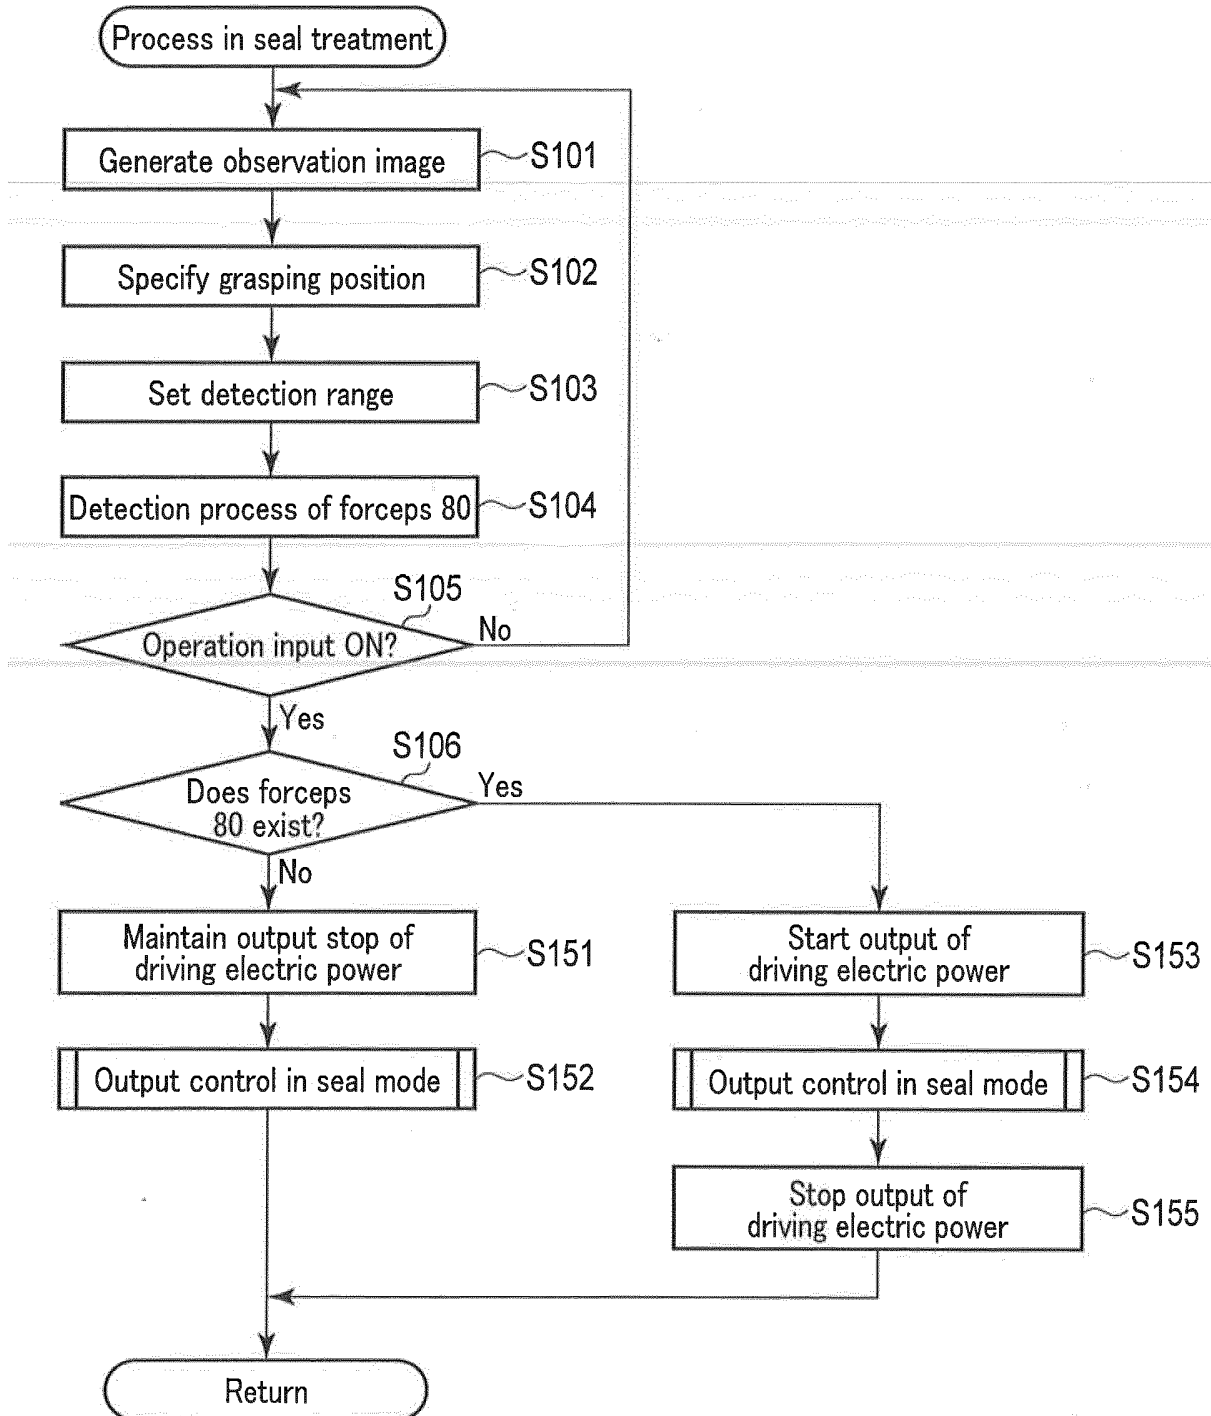 Process in seal treatment
Generate observation image
S101
Specify grasping position
S102
Set detection range
S103
Detection process of forceps 80
S104
S105
Operation input ON?
No
Yes
S106
Does forceps
80 exist?
Yes
No
Maintain output stop of
driving electric power
S151
Start output of
driving electric power
S153
Output control in seal mode
S152
Output control in seal mode
S154
Stop output of
driving electric power
S155
Return